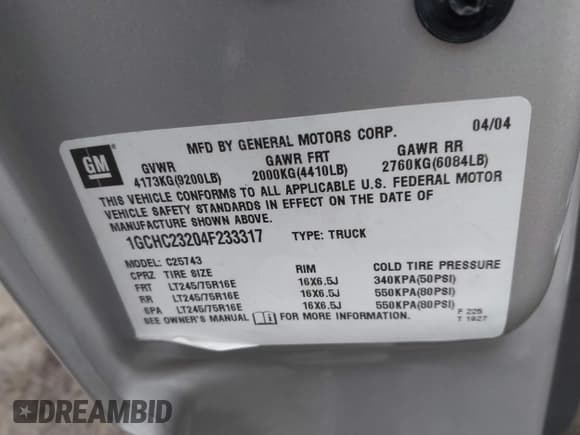 MFD BY GENERAL MOTORS CORP. 04/04
GM
GVWR GAWR FRT GAWR RR
4173KG(9200LB) 2000KG(4410LB) 2760KG(6084LB)
THIS VEHICLE CONFORMS TO ALL APPLICABLE U.S. FEDERAL MOTOR
VEHICLE SAFETY STANDARDS IN EFFECT ON THE DATE OF
MANUFACTURE SHOWN ABOVE.
1GCHC23204F233317 TYPE: TRUCK
MODEL: C25743
CPRZ TIRE SIZE RIM COLD TIRE PRESSURE
FRT LT245/75R16E 16X6.5J 340KPA(50PSI)
RR LT245/75R16E 16X6.5J 550KPA(80PSI)
SPA LT245/75R16E 16X6.5J 550KPA(80PSI)
SEE OWNER'S MANUAL FOR MORE INFORMATION. F 225
T 1927
DREAMBID